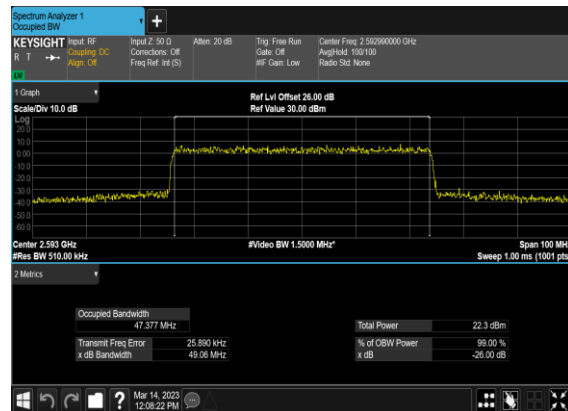 Spectrum Analyzer 1
Occupied BW
+
KEYSIGHT
R T
LW
Input: RF
Coupling: DC
Align: Off
Input Z: 50 Ω
Corrections: Off
Freq Ref: Int (S)
Atten: 20 dB
Trig: Free Run
Gate: Off
#IF Gain: Low
Center Freq: 2.592990000 GHz
Avg|Hold: 100/100
Radio Std: None
1 Graph
Scale/Div 10.0 dB
Ref Lvl Offset 26.00 dB
Ref Value 30.00 dBm
Log
20.0
10.0
0.00
-10.0
-20.0
-30.0
-40.0
-50.0
-60.0
Center 2.593 GHz
#Res BW 510.00 kHz
#Video BW 1.5000 MHz*
Span 100 MH
Sweep 1.00 ms (1001 pts
2 Metrics
Occupied Bandwidth
47.377 MHz
Transmit Freq Error 25.890 kHz
x dB Bandwidth 49.06 MHz
Total Power 22.3 dBm
% of OBW Power 99.00 %
x dB -26.00 dB
?
Mar 14, 2023
12:08:22 PM